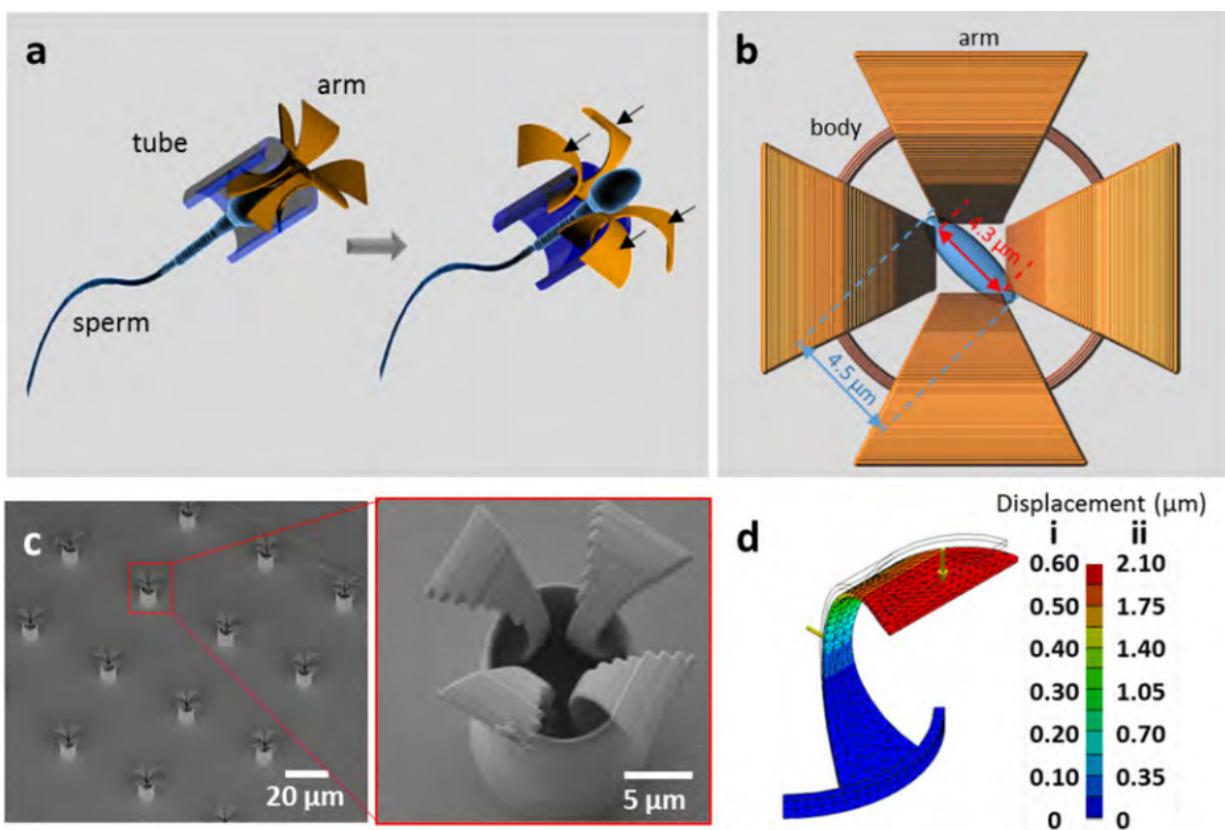 a
arm
tube
sperm
b
arm
body
4.3 μm
4.5 μm
c
20 μm
5 μm
d
Displacement (μm)
i ii
0.60 2.10
0.50 1.75
0.40 1.40
0.30 1.05
0.20 0.70
0.10 0.35
0 0